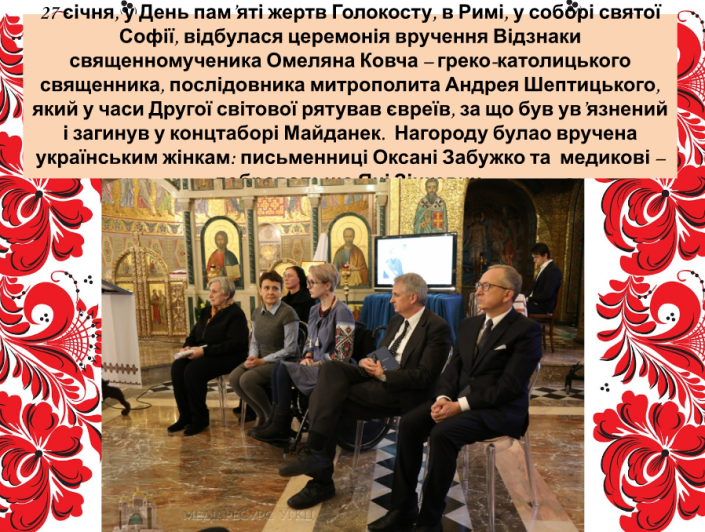 27 січня, у День пам’яті жертв Голокосту, в Римі, у соборі святої
Софії, відбулася церемонія вручення Відзнаки
священномученика Омеляна Ковча – греко-католицького
священника, послідовника митрополита Андрея Шептицького,
який у часи Другої світової рятував євреїв, за що був ув’язнений
і загинув у концтаборі Майданек. Нагороду булао вручена
українським жінкам: письменниці Оксані Забужко та медикові –
МЕДІАРЕСУРС УГКЦ